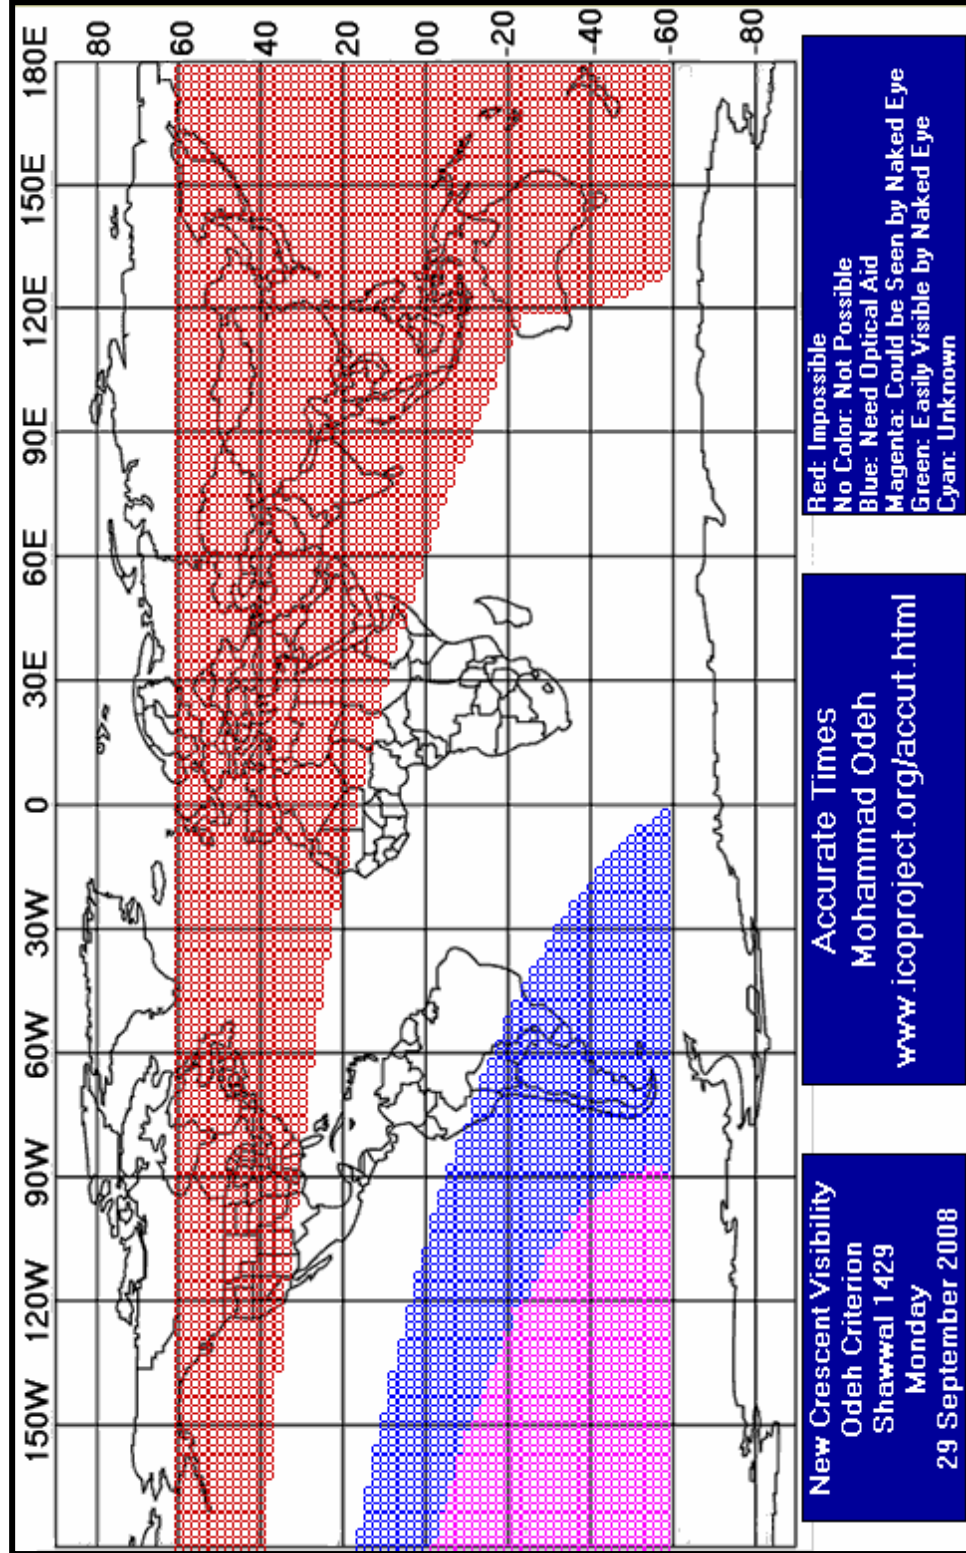 180E
150E
120E
90E
60E
30E
0
30W
60W
90W
120W
150W
80
60
40
20
00
-20
-40
-60
-80
New Crescent Visibility
Odeh Criterion
Shawwal 1429
Monday
29 September 2008
Accurate Times
Mohammad Odeh
www.icoproject.org/accut.html
Red: Impossible
No Color: Not Possible
Blue: Need Optical Aid
Magenta: Could be Seen by Naked Eye
Green: Easily Visible by Naked Eye
Cyan: Unknown